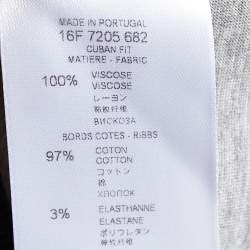 MADE IN PORTUGAL
16F 7205 682
CUBAN FIT
MATIERE - FABRIC
100% VISCOSE
VISCOSE
レーヨン
粘胶纤维
ВИСКОЗА
BORDS COTES - RIBBS
97% COTON
COTTON
コットン
棉
ХЛОПОК
3% ELASTHANNE
ELASTANE
ポリウレタン
弹性纤维